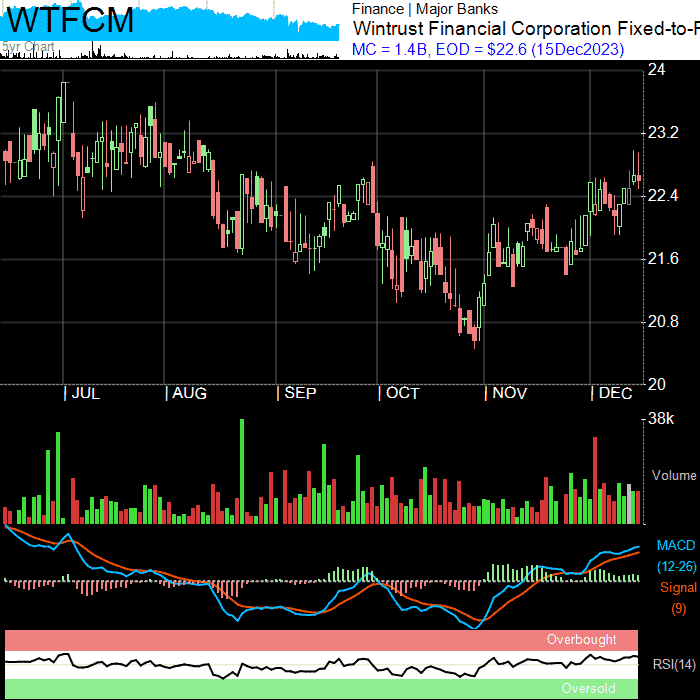 WTFCM
5yr Chart
Finance | Major Banks
Wintrust Financial Corporation Fixed-to-F
MC = 1.4B, EOD = $22.6 (15Dec2023)
24
23.2
22.4
21.6
20.8
20
JUL AUG SEP OCT NOV DEC
38k
Volume
MACD
(12-26)
Signal
(9)
Overbought
RSI(14)
Oversold